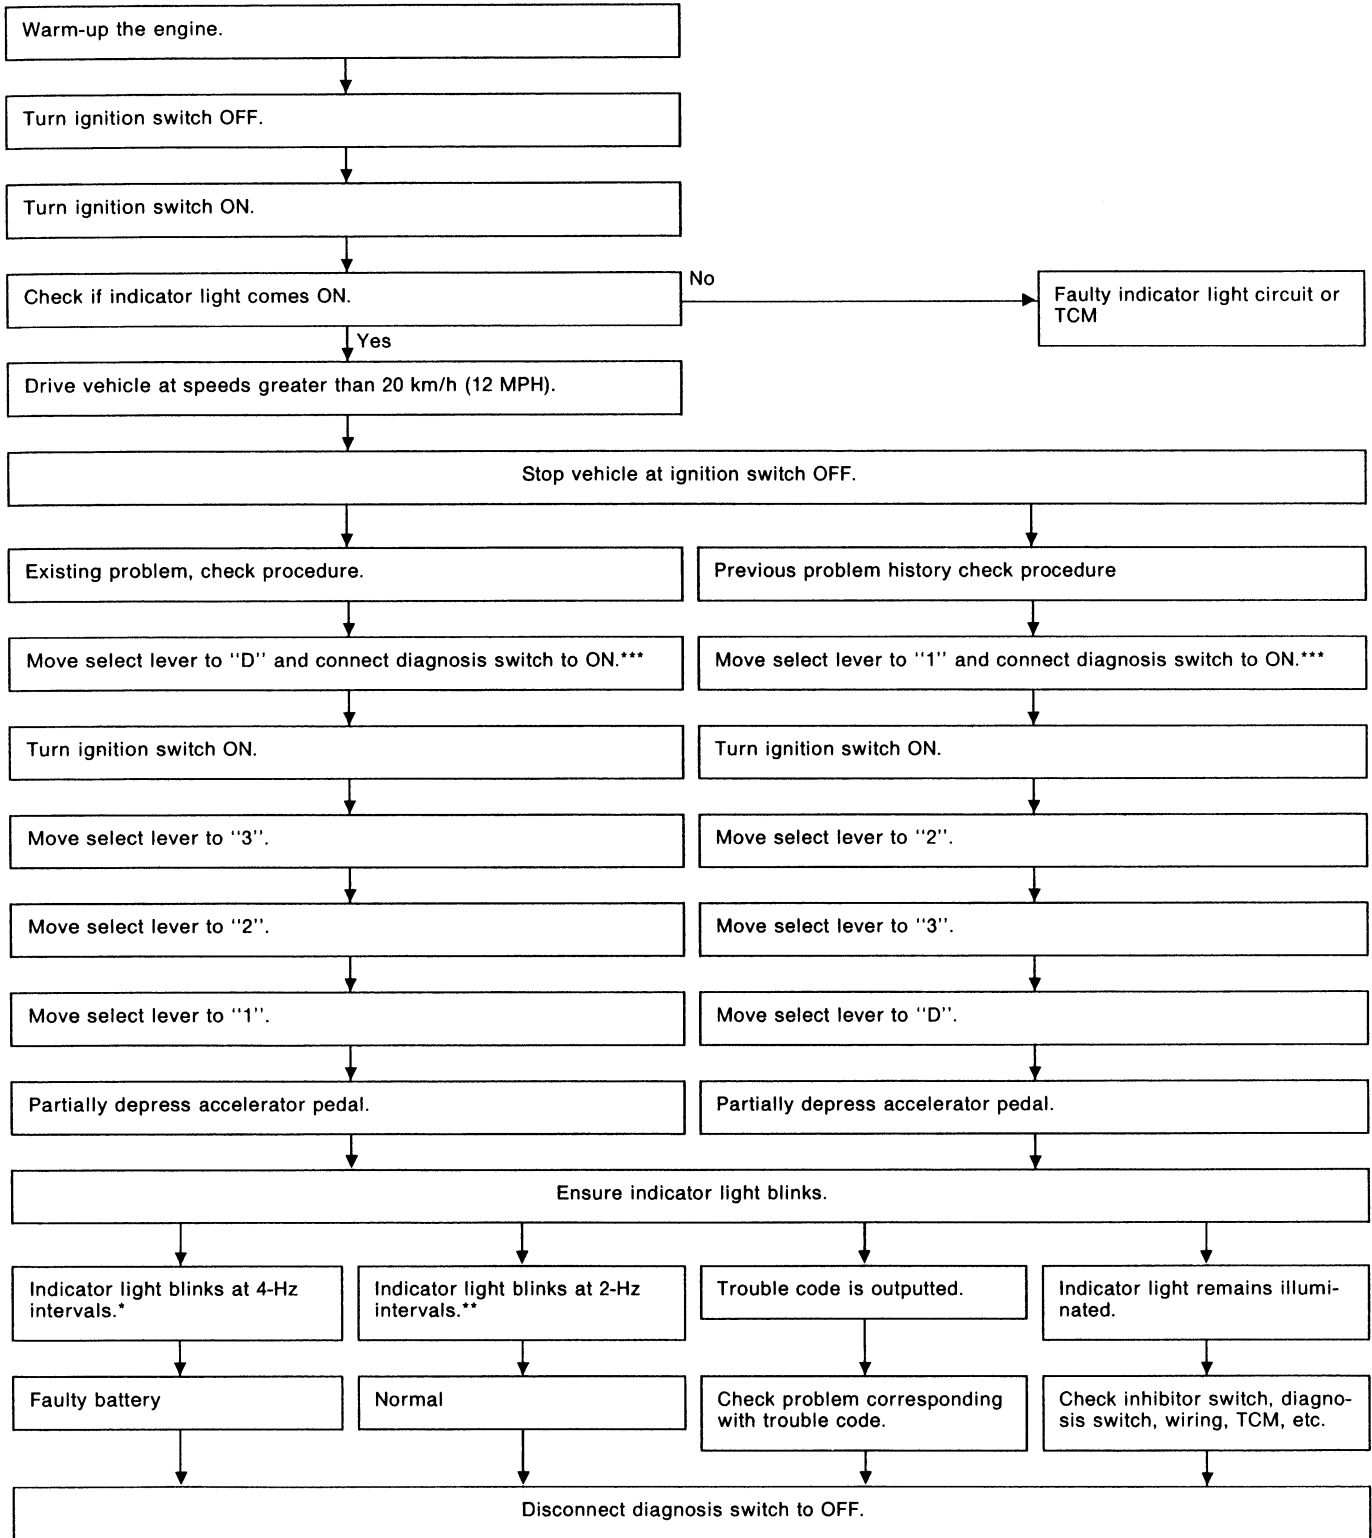 Warm-up the engine.
Turn ignition switch OFF.
Turn ignition switch ON.
Check if indicator light comes ON.
No
Faulty indicator light circuit or
TCM
Yes
Drive vehicle at speeds greater than 20 km/h (12 MPH).
Stop vehicle at ignition switch OFF.
Existing problem, check procedure.
Previous problem history check procedure
Move select lever to "D" and connect diagnosis switch to ON.***
Move select lever to "1" and connect diagnosis switch to ON.***
Turn ignition switch ON.
Turn ignition switch ON.
Move select lever to "3".
Move select lever to "2".
Move select lever to "2".
Move select lever to "3".
Move select lever to "1".
Move select lever to "D".
Partially depress accelerator pedal.
Partially depress accelerator pedal.
Ensure indicator light blinks.
Indicator light blinks at 4-Hz
intervals.*
Indicator light blinks at 2-Hz
intervals.**
Trouble code is outputted.
Indicator light remains illumi-
nated.
Faulty battery
Normal
Check problem corresponding
with trouble code.
Check inhibitor switch, diagno-
sis switch, wiring, TCM, etc.
Disconnect diagnosis switch to OFF.